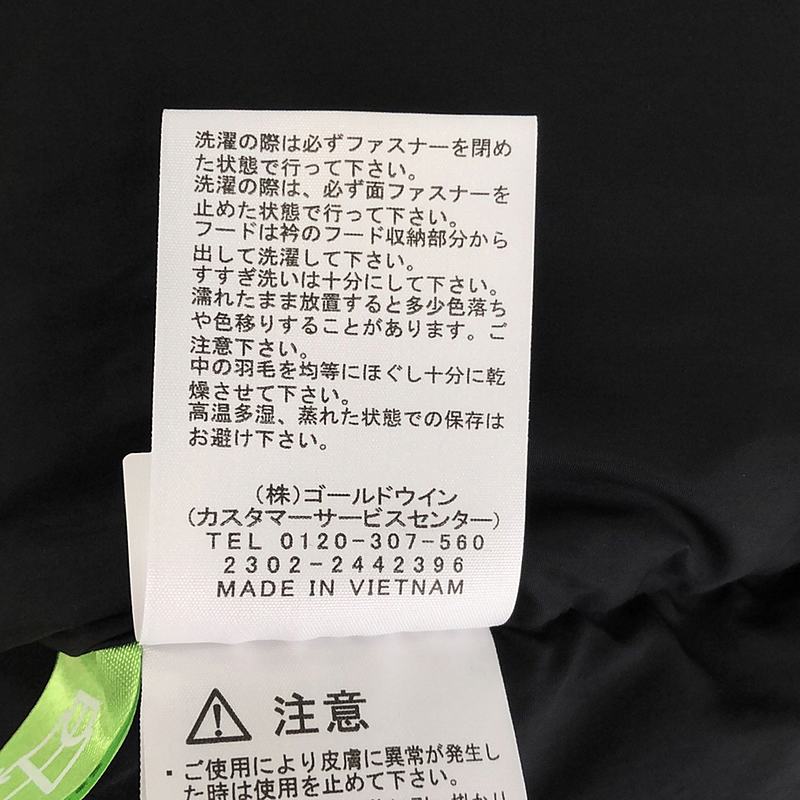 洗濯の際は必ずファスナーを閉め
た状態で行って下さい。
洗濯の際は、必ず面ファスナーを
止めた状態で行って下さい。
フードは衿のフード収納部分から
出して洗濯して下さい。
すすぎ洗いは十分にして下さい。
濡れたまま放置すると多少色落ち
や色移りすることがあります。ご
注意下さい。
中の羽毛を均等にほぐし十分に乾
燥させて下さい。
高温多湿、蒸れた状態での保存は
お避け下さい。
(株)ゴールドウイン
(カスタマーサービスセンター)
TEL 0120-307-560
2302-2442396
MADE IN VIETNAM
注意
・ご使用により皮膚に異常が発生し
た時は使用を止めて下さい。